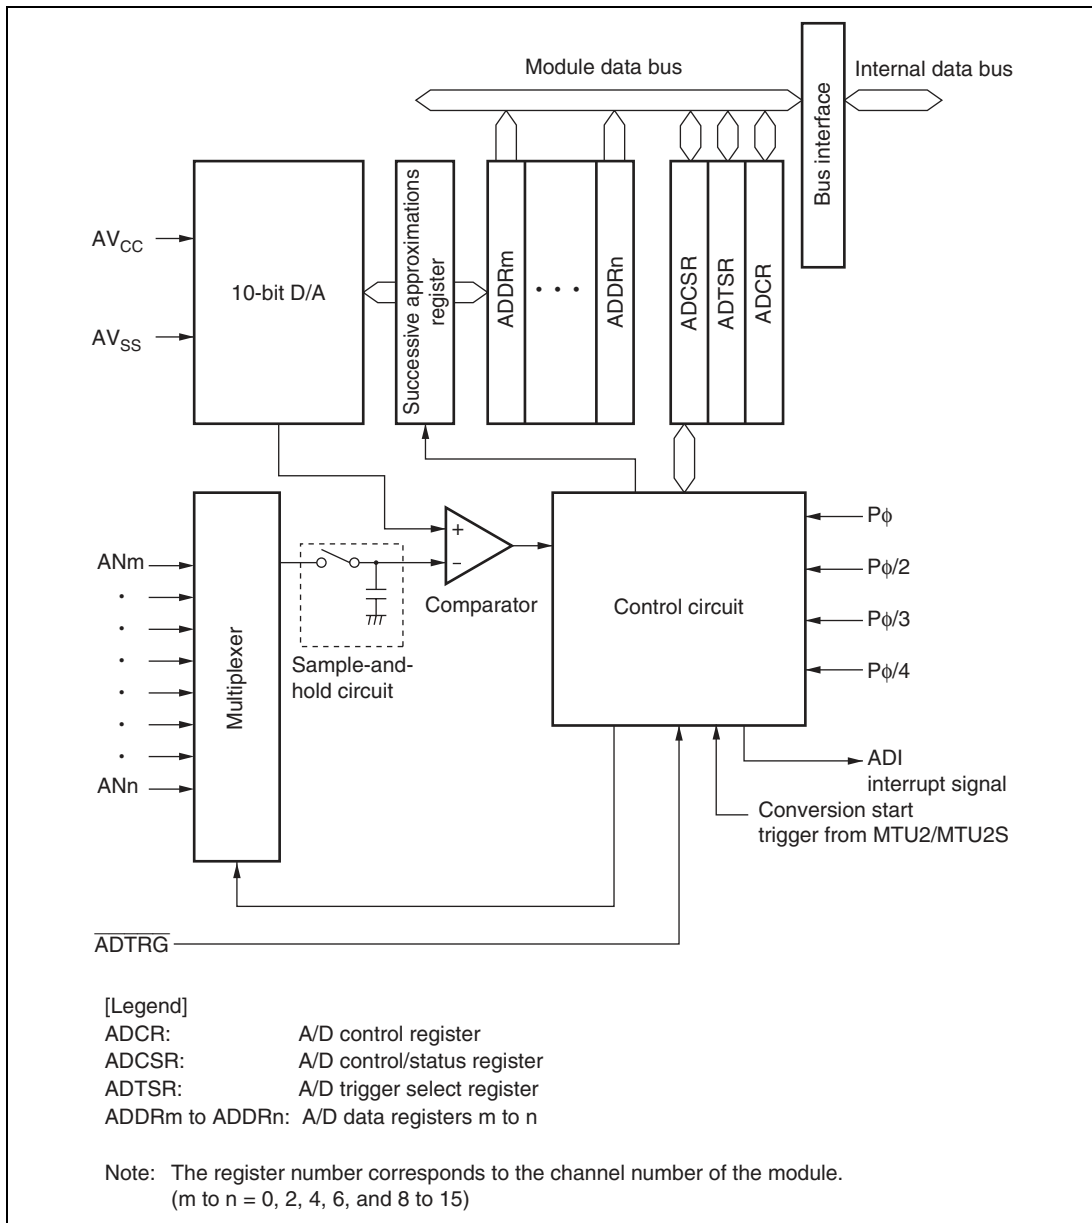 Module data bus
Internal data bus
Bus interface
AVCC
AVSS
10-bit D/A
Successive approximations
register
ADDRm
• • •
ADDRn
ADCSR
ADTSR
ADCR
ANm
ANn
Multiplexer
Sample-and-
hold circuit
+
−
Comparator
Control circuit
Pϕ
Pϕ/2
Pϕ/3
Pϕ/4
ADI
interrupt signal
Conversion start
trigger from MTU2/MTU2S
ADTRG
[Legend]
ADCR: A/D control register
ADCSR: A/D control/status register
ADTSR: A/D trigger select register
ADDRm to ADDRn: A/D data registers m to n
Note: The register number corresponds to the channel number of the module.
(m to n = 0, 2, 4, 6, and 8 to 15)